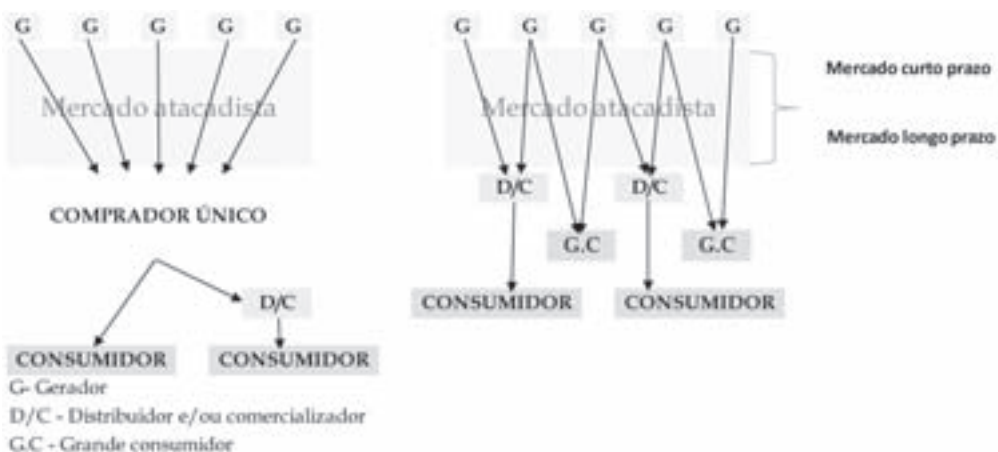 G G G G G
Mercado atacadista
COMPRADOR ÚNICO
D/C
CONSUMIDOR CONSUMIDOR
G- Gerador
D/C - Distribuidor e/ou comercializador
G.C - Grande consumidor
G G G G G
Mercado atacadista
D/C D/C
G.C G.C
CONSUMIDOR CONSUMIDOR
Mercado curto prazo
Mercado longo prazo